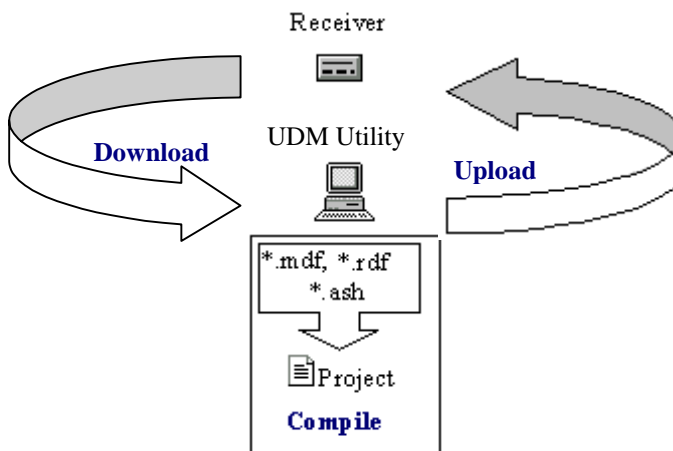 Receiver
UDM Utility
Download
Upload
*.mdf, *.rdf
*.ash
Project
Compile